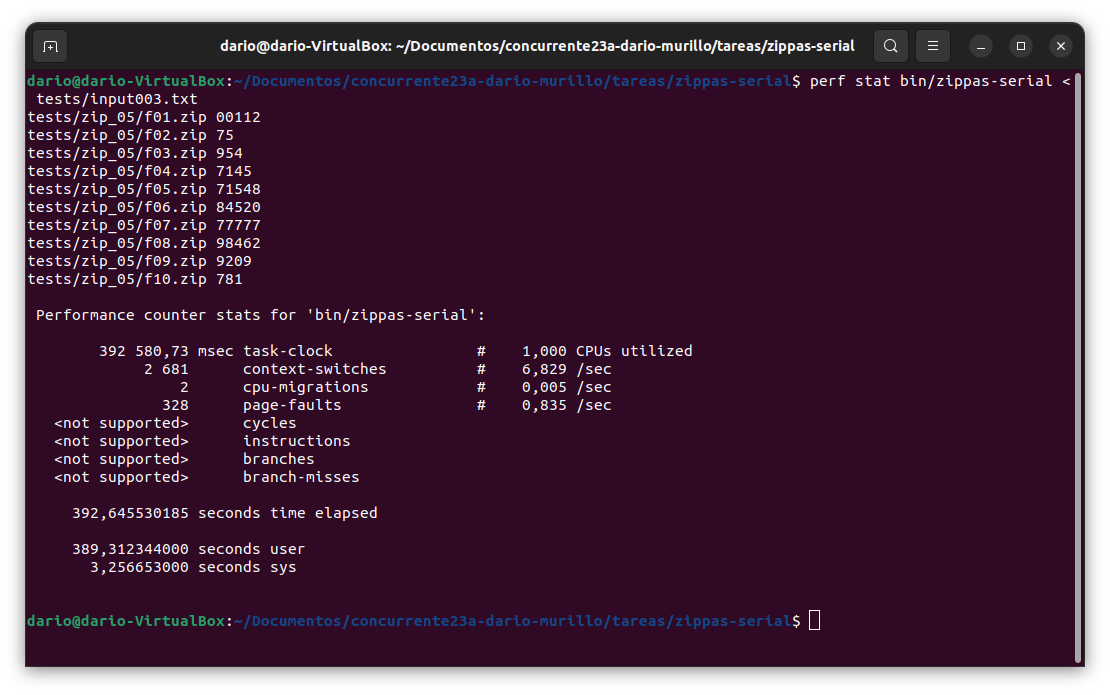 dario@dario-VirtualBox: ~/Documentos/concurrente23a-dario-murillo/tareas/zippas-serial
dario@dario-VirtualBox:~/Documentos/concurrente23a-dario-murillo/tareas/zippas-serial$ perf stat bin/zippas-serial <
 tests/input003.txt
tests/zip_05/f01.zip 00112
tests/zip_05/f02.zip 75
tests/zip_05/f03.zip 954
tests/zip_05/f04.zip 7145
tests/zip_05/f05.zip 71548
tests/zip_05/f06.zip 84520
tests/zip_05/f07.zip 77777
tests/zip_05/f08.zip 98462
tests/zip_05/f09.zip 9209
tests/zip_05/f10.zip 781
 Performance counter stats for 'bin/zippas-serial':
        392 580,73 msec task-clock                #    1,000 CPUs utilized
             2 681      context-switches          #    6,829 /sec
                 2      cpu-migrations            #    0,005 /sec
               328      page-faults               #    0,835 /sec
   <not supported>      cycles
   <not supported>      instructions
   <not supported>      branches
   <not supported>      branch-misses
     392,645530185 seconds time elapsed
     389,312344000 seconds user
       3,256653000 seconds sys
dario@dario-VirtualBox:~/Documentos/concurrente23a-dario-murillo/tareas/zippas-serial$